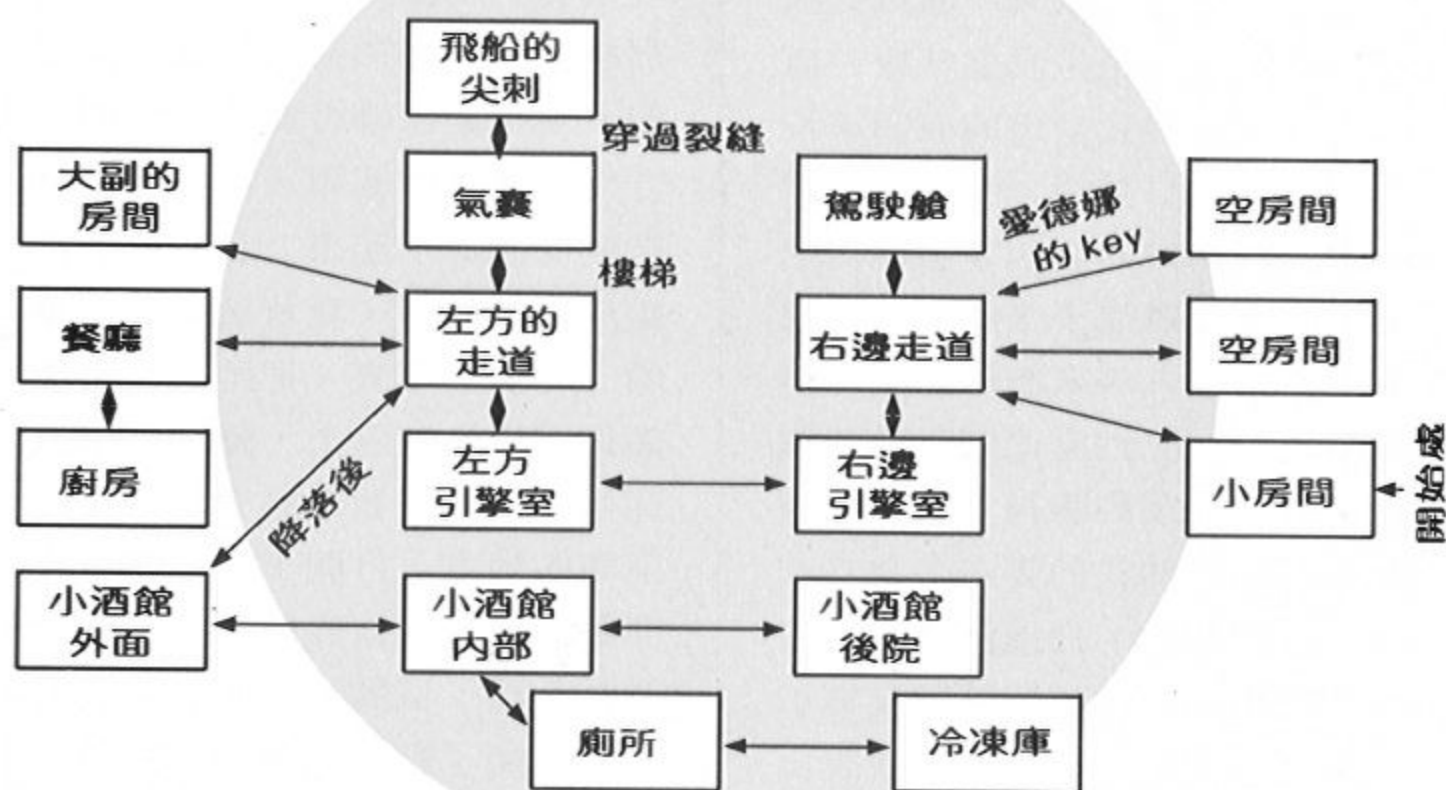 飛船的
尖刺
穿過裂縫
大副的
房間
氣囊
駕駛艙
愛德娜
的 key
空房間
樓梯
餐廳
左方的
走道
右邊走道
空房間
廚房
降落後
左方
引擎室
右邊
引擎室
小房間
開始處
小酒館
外面
小酒館
內部
小酒館
後院
廁所
冷凍庫